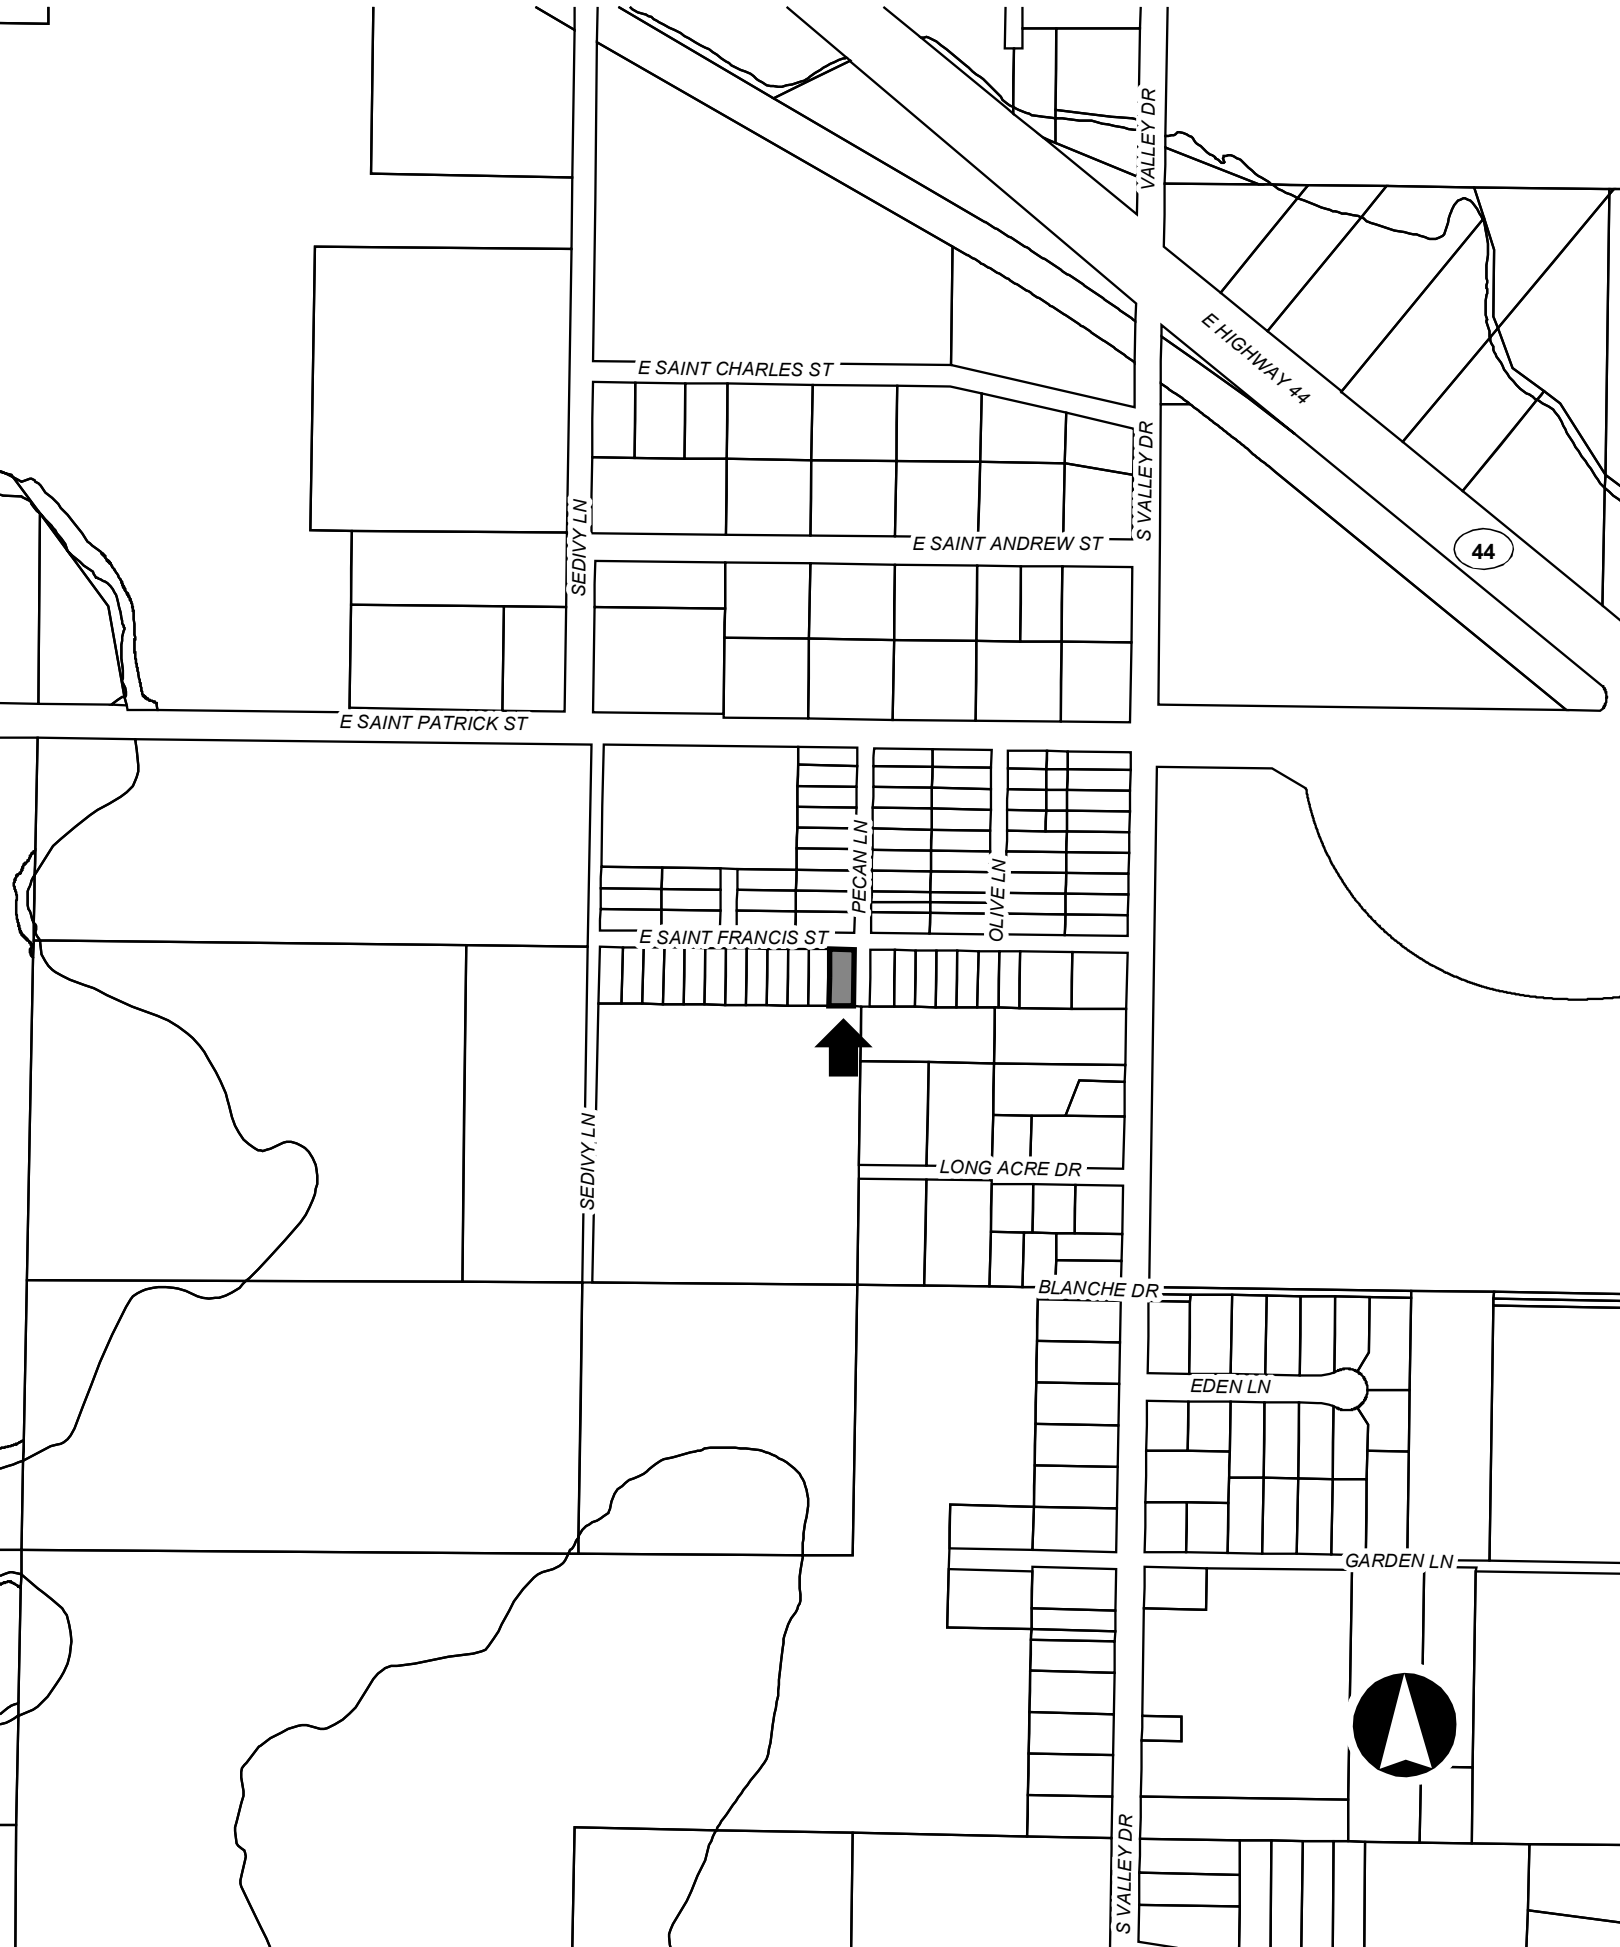 VALLEY DR
E HIGHWAY 44
E SAINT CHARLES ST
S VALLEY DR
SEDIVY LN
E SAINT ANDREW ST
44
E SAINT PATRICK ST
PECAN LN
OLIVE LN
E SAINT FRANCIS ST
SEDIVY LN
LONG ACRE DR
BLANCHE DR
EDEN LN
GARDEN LN
S VALLEY DR